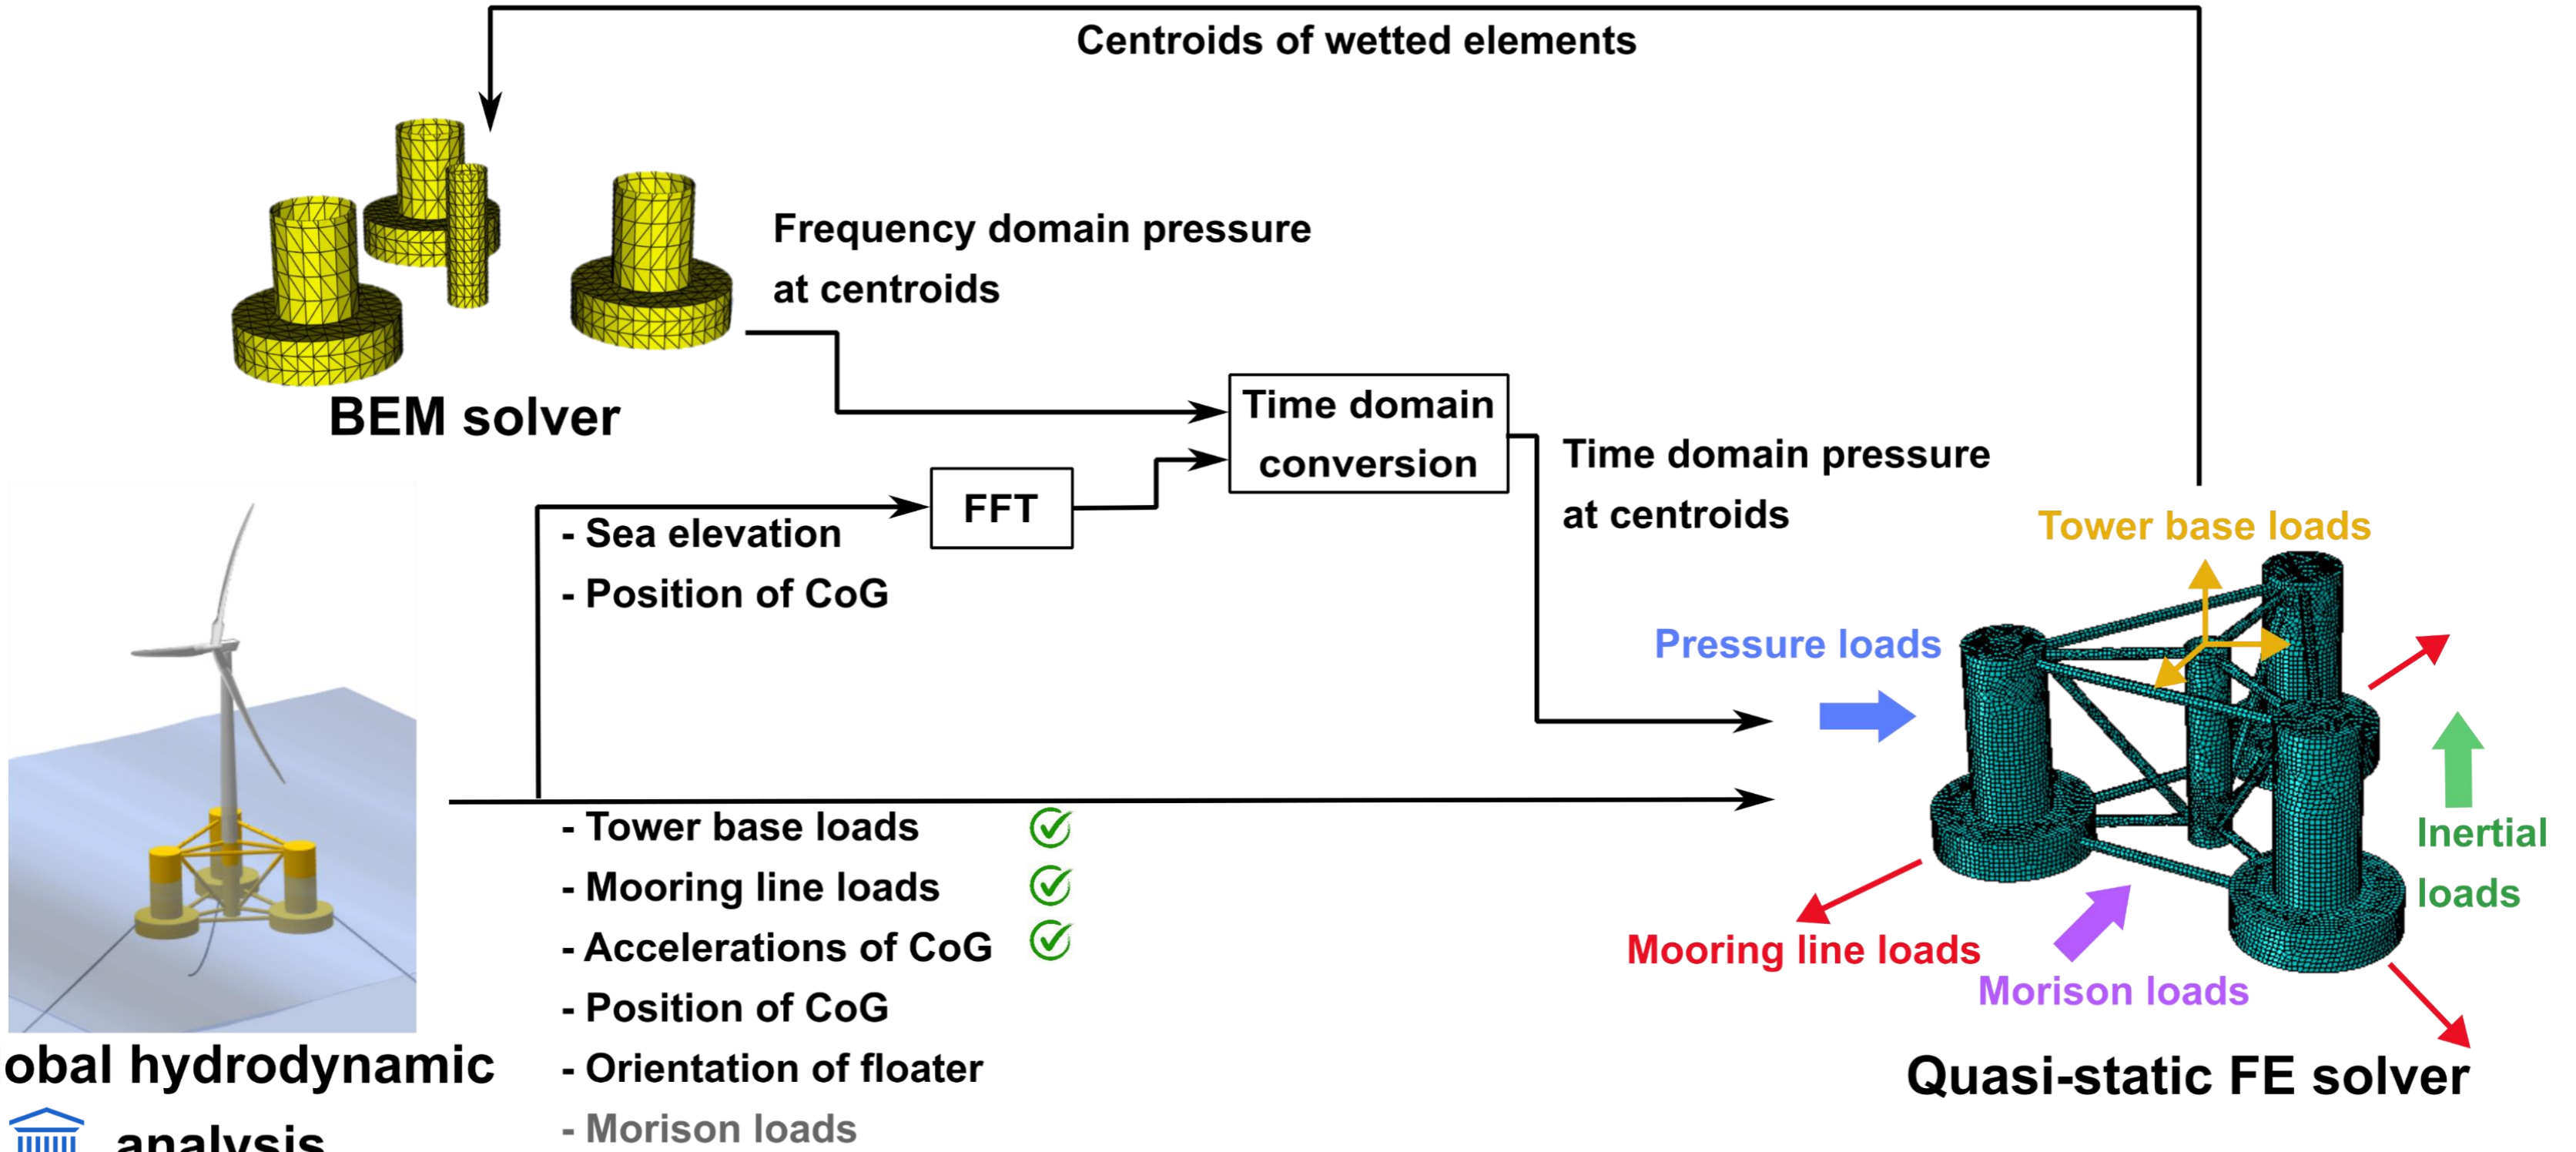 Centroids of wetted elements
Frequency domain pressure
at centroids
BEM solver
Time domain
conversion
FFT
- Sea elevation
- Position of CoG
Time domain pressure
at centroids
Tower base loads
Pressure loads
Inertial
loads
Mooring line loads
Morison loads
Quasi-static FE solver
- Tower base loads
- Mooring line loads
- Accelerations of CoG
- Position of CoG
- Orientation of floater
- Morison loads
obal hydrodynamic
analysis